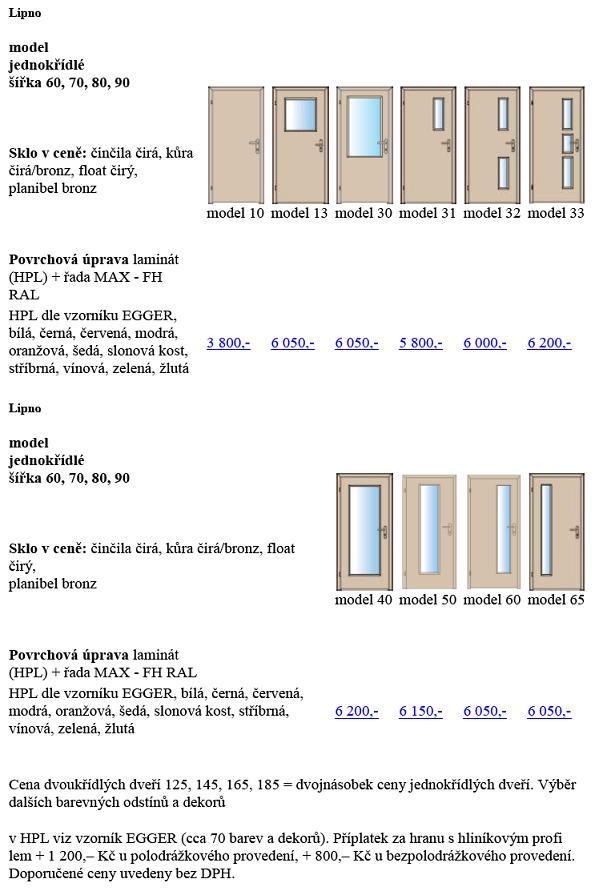 Lipno
model
jednokřídlé
šířka 60, 70, 80, 90
Sklo v ceně: činčila čirá, kůra
čirá/bronz, float čirý,
planibel bronz
model 10 model 13 model 30 model 31 model 32 model 33
Povrchová úprava laminát
(HPL) + řada MAX - FH
RAL
HPL dle vzorníku EGGER,
bílá, černá, červená, modrá,
oranžová, šedá, slonová kost,
stříbrná, vínová, zelená, žlutá
3 800,- 6 050,- 6 050,- 5 800,- 6 000,- 6 200,-
Lipno
model
jednokřídlé
šířka 60, 70, 80, 90
Sklo v ceně: činčila čirá, kůra čirá/bronz, float
čirý,
planibel bronz
model 40 model 50 model 60 model 65
Povrchová úprava laminát
(HPL) + řada MAX - FH RAL
HPL dle vzorníku EGGER, bílá, černá, červená,
modrá, oranžová, šedá, slonová kost, stříbrná,
vínová, zelená, žlutá
6 200,- 6 150,- 6 050,- 6 050,-
Cena dvoukřídlých dveří 125, 145, 165, 185 = dvojnásobek ceny jednokřídlých dveří. Výběr
dalších barevných odstínů a dekorů
v HPL viz vzorník EGGER (cca 70 barev a dekorů). Příplatek za hranu s hliníkovým profi
lem + 1 200,– Kč u polodrážkového provedení, + 800,– Kč u bezpolodrážkového provedení.
Doporučené ceny uvedeny bez DPH.